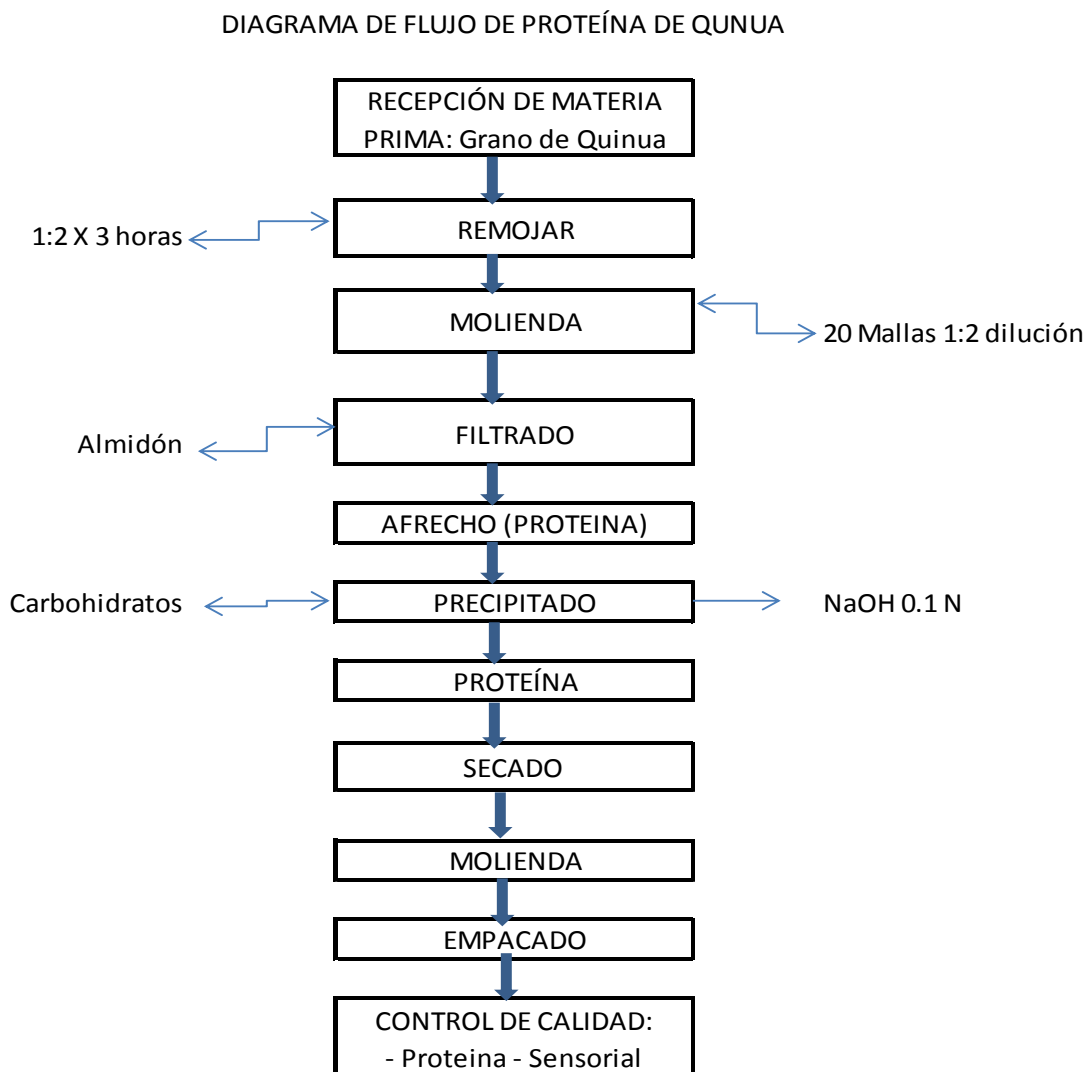 DIAGRAMA DE FLUJO DE PROTEÍNA DE QUNUA
RECEPCIÓN DE MATERIA
PRIMA: Grano de Quinua
1:2 X 3 horas
REMOJAR
MOLIENDA
20 Mallas 1:2 dilución
Almidón
FILTRADO
AFRECHO (PROTEINA)
Carbohidratos
PRECIPITADO
NaOH 0.1 N
PROTEÍNA
SECADO
MOLIENDA
EMPACADO
CONTROL DE CALIDAD:
- Proteina - Sensorial